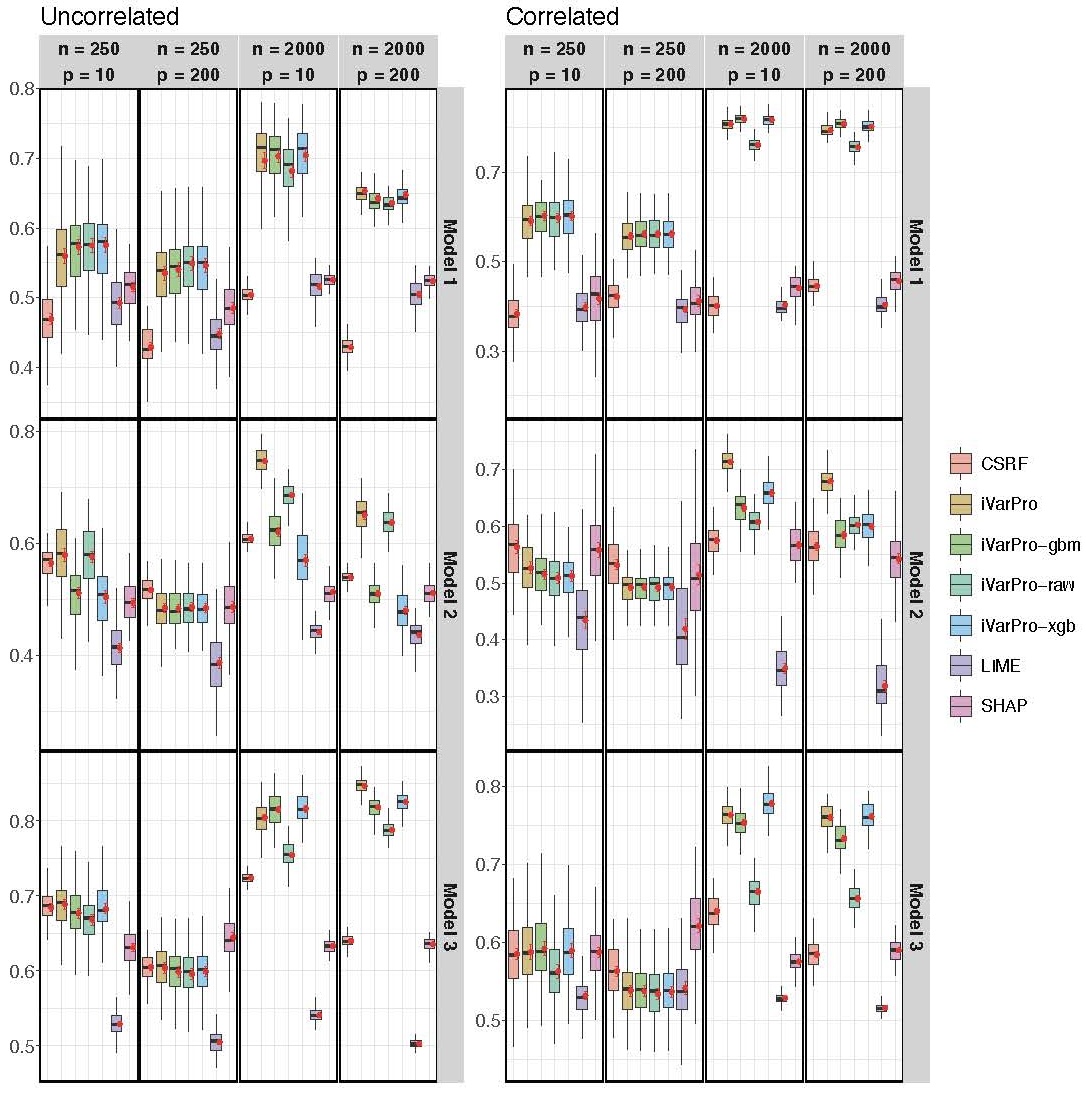 Uncorrelated
Correlated
n = 250 n = 250 n = 2000 n = 2000
p = 10 p = 200 p = 10 p = 200
n = 250 n = 250 n = 2000 n = 2000
p = 10 p = 200 p = 10 p = 200
0.8
0.7
0.6
0.5
0.4
Model 1
0.7
0.5
0.3
Model 1
0.8
0.6
0.4
Model 2
0.7
0.6
0.5
0.4
0.3
Model 2
0.8
0.7
0.6
0.5
Model 3
0.8
0.7
0.6
0.5
Model 3
CSRF
iVarPro
iVarPro-gbm
iVarPro-raw
iVarPro-xgb
LIME
SHAP